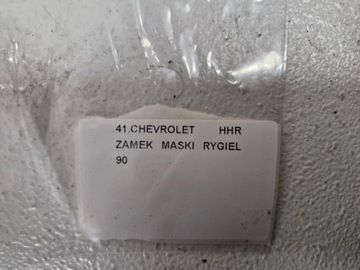 41.CHEVROLET HHR
ZAMEK MASKI RYGIEL
90